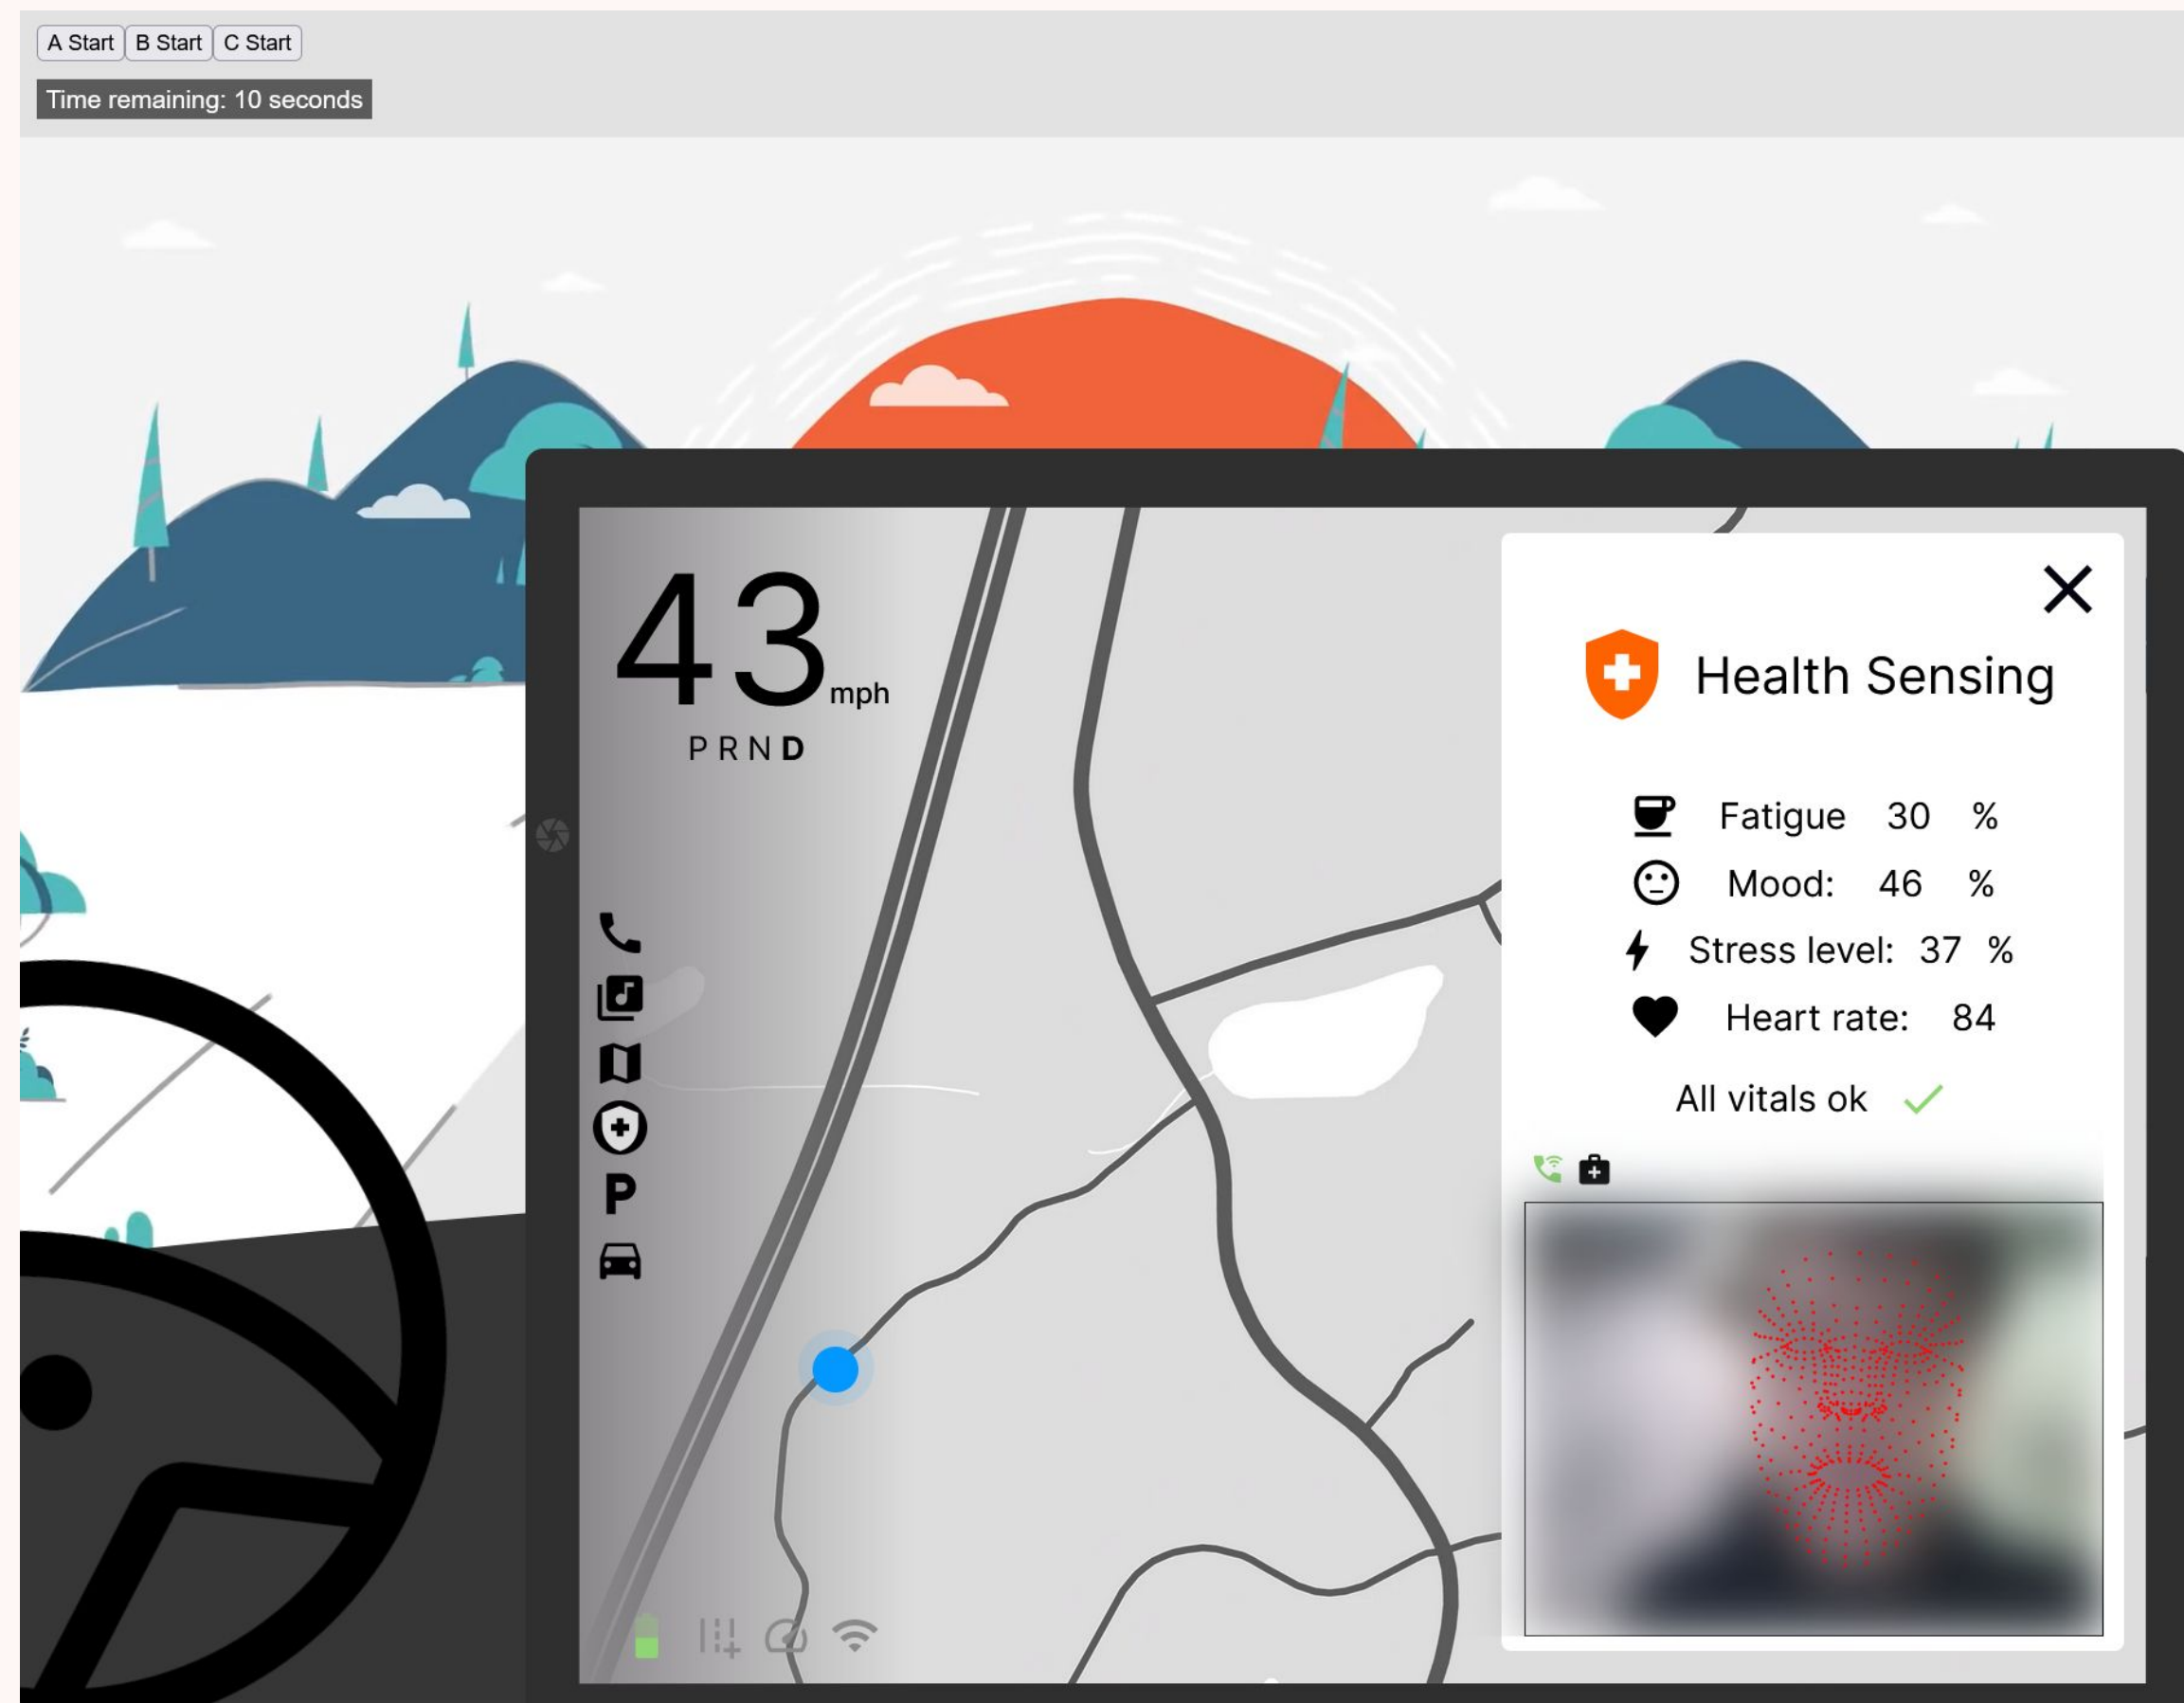 A Start B Start C Start
Time remaining: 10 seconds
43 mph
P R N D
P
Health Sensing
Fatigue 30 %
Mood: 46 %
Stress level: 37 %
Heart rate: 84
All vitals ok